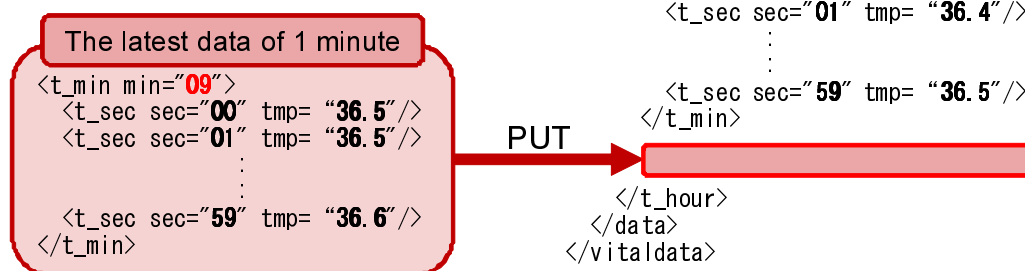 The latest data of 1 minute
<t_min min="09">
<t_sec sec="00" tmp= “36.5"/>
<t_sec sec="01" tmp= “36.5"/>
:
:
<t_sec sec="59" tmp= “36.6"/>
</t_min>
PUT
<t_sec sec="01" tmp= “36.4"/>
:
:
<t_sec sec="59" tmp= “36.5"/>
</t_min>
</t_hour>
</data>
</vitaldata>